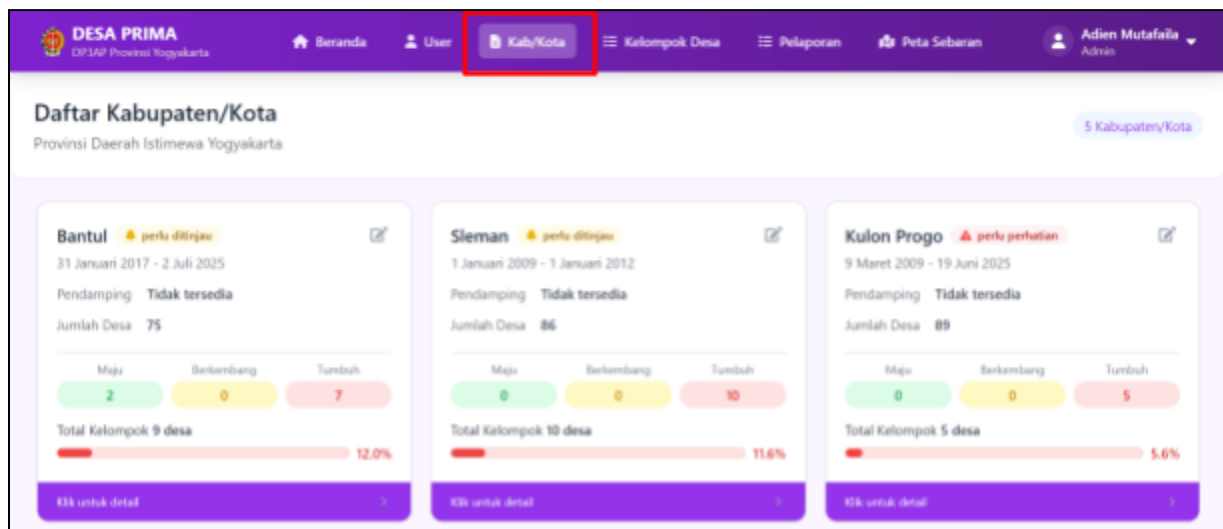 DESA PRIMA
DP3AP Provinsi Yogyakarta
Beranda
User
Kab/Kota
Kelompok Desa
Pelaporan
Peta Sebaran
Adien Mutafaila
Admin
Daftar Kabupaten/Kota
Provinsi Daerah Istimewa Yogyakarta
5 Kabupaten/Kota
Bantul perlu ditinjau
31 Januari 2017 - 2 Juli 2025
Pendamping Tidak tersedia
Jumlah Desa 75
Maju Berkembang Tumbuh
2 0 7
Total Kelompok 9 desa
12.0%
Klik untuk detail
Sleman perlu ditinjau
1 Januari 2009 - 1 Januari 2012
Pendamping Tidak tersedia
Jumlah Desa 86
Maju Berkembang Tumbuh
0 0 10
Total Kelompok 10 desa
11.6%
Klik untuk detail
Kulon Progo perlu perhatian
9 Maret 2009 - 19 Juni 2025
Pendamping Tidak tersedia
Jumlah Desa 89
Maju Berkembang Tumbuh
0 0 5
Total Kelompok 5 desa
5.6%
Klik untuk detail